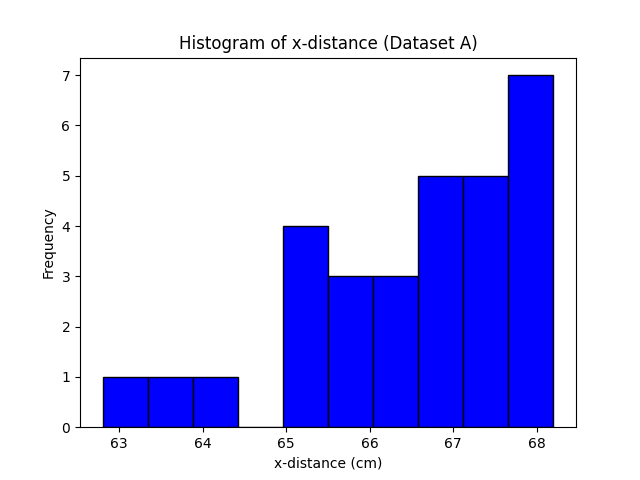 Histogram of x-distance (Dataset A)
7
6
5
4
3
2
1
0
Frequency
63 64 65 66 67 68
x-distance (cm)